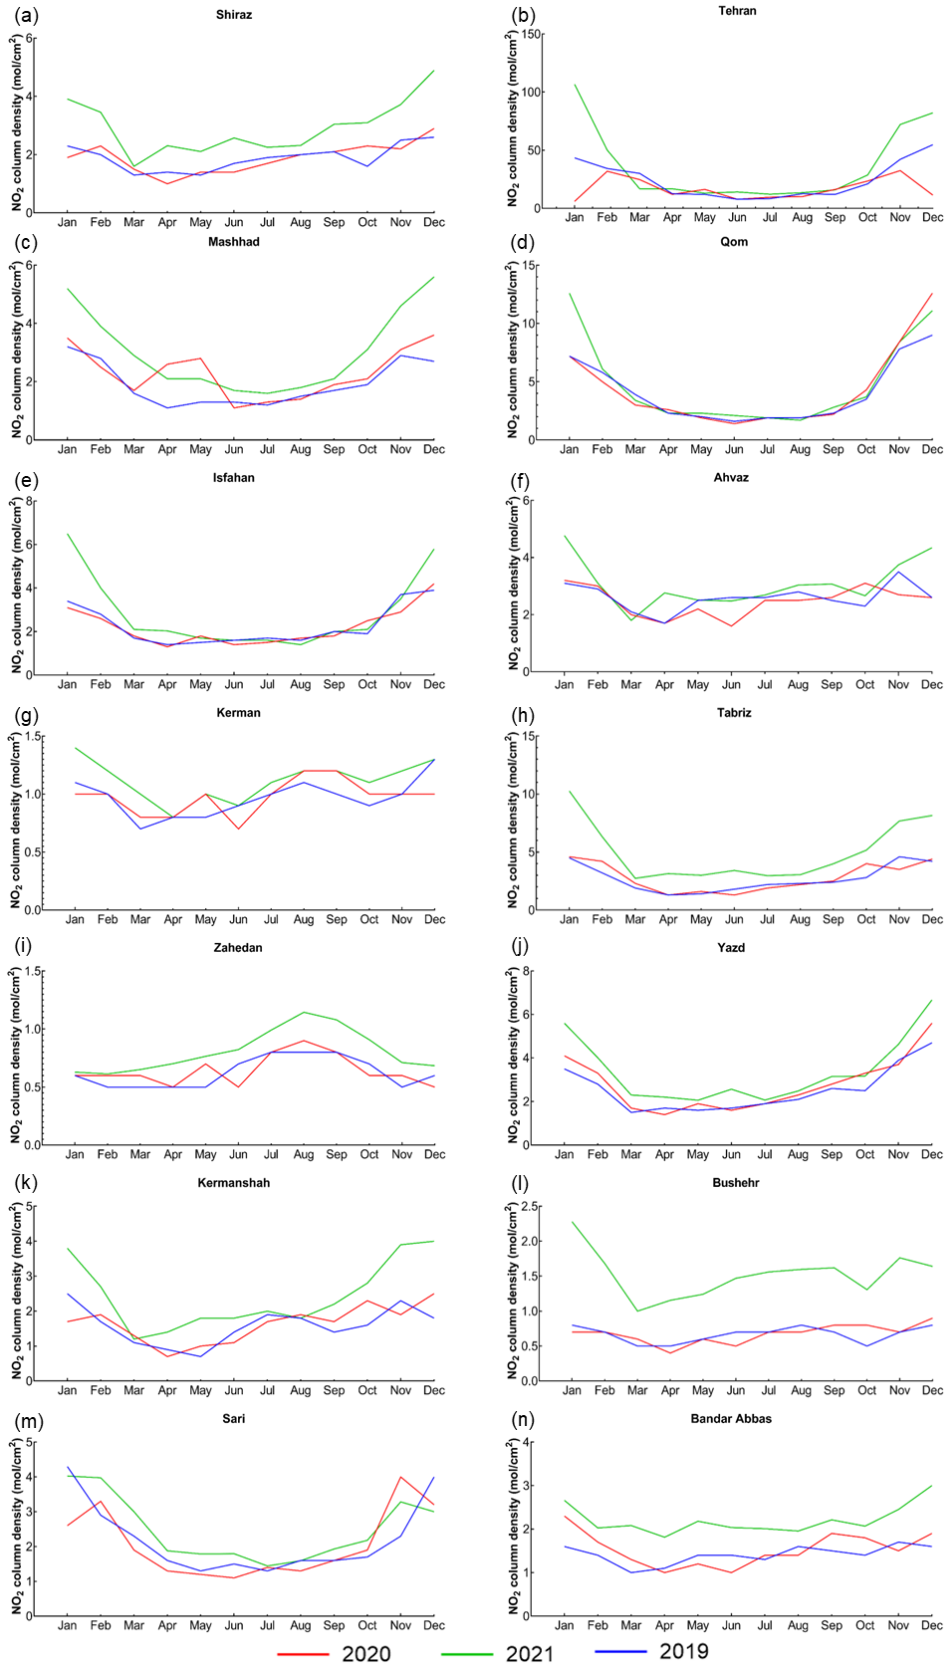 (a) Shiraz
NO2 column density (mol/cm2)
6
4
2
0
Jan Feb Mar Apr May Jun Jul Aug Sep Oct Nov Dec
(b) Tehran
NO2 column density (mol/cm2)
150
100
50
0
Jan Feb Mar Apr May Jun Jul Aug Sep Oct Nov Dec
(c) Mashhad
NO2 column density (mol/cm2)
6
4
2
0
Jan Feb Mar Apr May Jun Jul Aug Sep Oct Nov Dec
(d) Qom
NO2 column density (mol/cm2)
15
10
5
0
Jan Feb Mar Apr May Jun Jul Aug Sep Oct Nov Dec
(e) Isfahan
NO2 column density (mol/cm2)
8
6
4
2
0
Jan Feb Mar Apr May Jun Jul Aug Sep Oct Nov Dec
(f) Ahvaz
NO2 column density (mol/cm2)
6
4
2
0
Jan Feb Mar Apr May Jun Jul Aug Sep Oct Nov Dec
(g) Kerman
NO2 column density (mol/cm2)
1.5
1.0
0.5
0.0
Jan Feb Mar Apr May Jun Jul Aug Sep Oct Nov Dec
(h) Tabriz
NO2 column density (mol/cm2)
15
10
5
0
Jan Feb Mar Apr May Jun Jul Aug Sep Oct Nov Dec
(i) Zahedan
NO2 column density (mol/cm2)
1.5
1.0
0.5
0.0
Jan Feb Mar Apr May Jun Jul Aug Sep Oct Nov Dec
(j) Yazd
NO2 column density (mol/cm2)
8
6
4
2
0
Jan Feb Mar Apr May Jun Jul Aug Sep Oct Nov Dec
(k) Kermanshah
NO2 column density (mol/cm2)
5
4
3
2
1
0
Jan Feb Mar Apr May Jun Jul Aug Sep Oct Nov Dec
(l) Bushehr
NO2 column density (mol/cm2)
2.5
2.0
1.5
1.0
0.5
0.0
Jan Feb Mar Apr May Jun Jul Aug Sep Oct Nov Dec
(m) Sari
NO2 column density (mol/cm2)
5
4
3
2
1
0
Jan Feb Mar Apr May Jun Jul Aug Sep Oct Nov Dec
(n) Bandar Abbas
NO2 column density (mol/cm2)
4
3
2
1
0
Jan Feb Mar Apr May Jun Jul Aug Sep Oct Nov Dec
2020 2021 2019